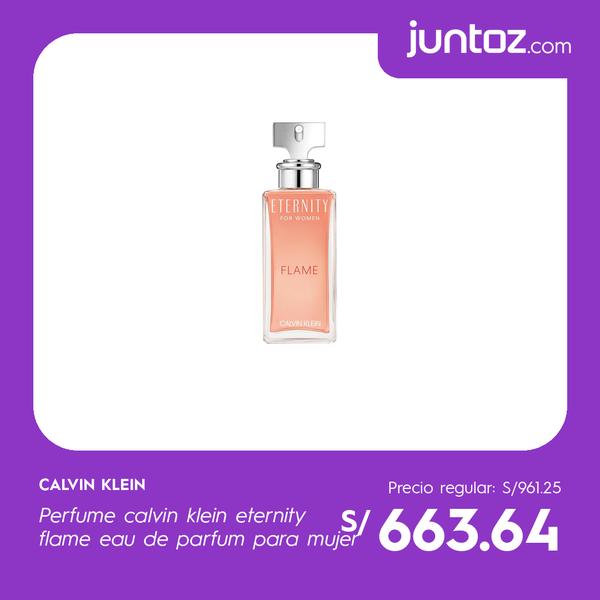 juntoz.com
ETERNITY
FOR WOMEN
FLAME
CALVIN KLEIN
CALVIN KLEIN
Precio regular: S/961.25
Perfume calvin klein eternity
flame eau de parfum para mujer
S/ 663.64